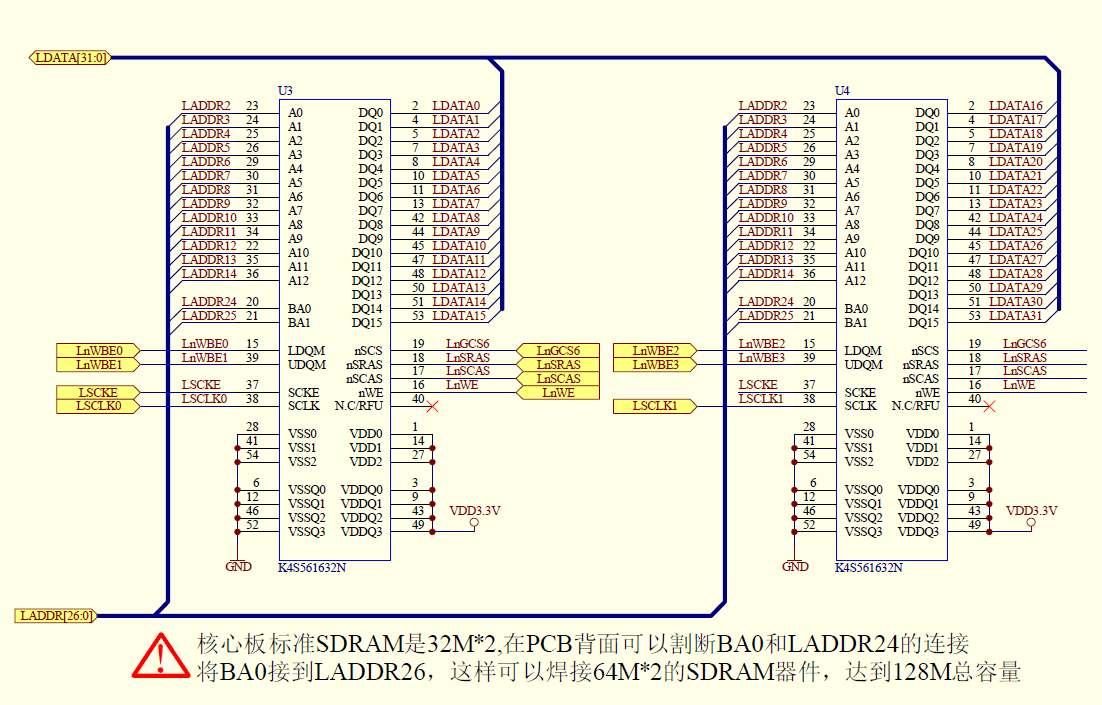 LDATA[31:0]
U3
LADDR2 23 A0 DQ0 2 LDATA0
LADDR3 24 A1 DQ1 4 LDATA1
LADDR4 25 A2 DQ2 5 LDATA2
LADDR5 26 A3 DQ3 7 LDATA3
LADDR6 29 A4 DQ4 8 LDATA4
LADDR7 30 A5 DQ5 10 LDATA5
LADDR8 31 A6 DQ6 11 LDATA6
LADDR9 32 A7 DQ7 13 LDATA7
LADDR10 33 A8 DQ8 42 LDATA8
LADDR11 34 A9 DQ9 44 LDATA9
LADDR12 22 A10 DQ10 45 LDATA10
LADDR13 35 A11 DQ11 47 LDATA11
LADDR14 36 A12 DQ12 48 LDATA12
DQ13 50 LDATA13
LADDR24 20 BA0 DQ14 51 LDATA14
LADDR25 21 BA1 DQ15 53 LDATA15
LnWBE0 LnWBE0 15 LDQM nSCS 19 LnGCS6 LnGCS6
LnWBE1 LnWBE1 39 UDQM nSRAS 18 LnSRAS LnSRAS
nSCAS 17 LnSCAS LnSCAS
LSCKE LSCKE 37 SCKE nWE 16 LnWE LnWE
LSCLK0 LSCLK0 38 SCLK N.C/RFU 40
28 VSS0 VDD0 1
41 VSS1 VDD1 14
54 VSS2 VDD2 27
6 VSSQ0 VDDQ0 3
12 VSSQ1 VDDQ1 9
46 VSSQ2 VDDQ2 43
52 VSSQ3 VDDQ3 49 VDD3.3V
GND
K4S561632N
U4
LADDR2 23 A0 DQ0 2 LDATA16
LADDR3 24 A1 DQ1 4 LDATA17
LADDR4 25 A2 DQ2 5 LDATA18
LADDR5 26 A3 DQ3 7 LDATA19
LADDR6 29 A4 DQ4 8 LDATA20
LADDR7 30 A5 DQ5 10 LDATA21
LADDR8 31 A6 DQ6 11 LDATA22
LADDR9 32 A7 DQ7 13 LDATA23
LADDR10 33 A8 DQ8 42 LDATA24
LADDR11 34 A9 DQ9 44 LDATA25
LADDR12 22 A10 DQ10 45 LDATA26
LADDR13 35 A11 DQ11 47 LDATA27
LADDR14 36 A12 DQ12 48 LDATA28
DQ13 50 LDATA29
LADDR24 20 BA0 DQ14 51 LDATA30
LADDR25 21 BA1 DQ15 53 LDATA31
LnWBE2 LnWBE2 15 LDQM nSCS 19 LnGCS6
LnWBE3 LnWBE3 39 UDQM nSRAS 18 LnSRAS
nSCAS 17 LnSCAS
LSCKE 37 SCKE nWE 16 LnWE
LSCLK1 LSCLK1 38 SCLK N.C/RFU 40
28 VSS0 VDD0 1
41 VSS1 VDD1 14
54 VSS2 VDD2 27
6 VSSQ0 VDDQ0 3
12 VSSQ1 VDDQ1 9
46 VSSQ2 VDDQ2 43
52 VSSQ3 VDDQ3 49 VDD3.3V
GND
K4S561632N
LADDR[26:0]
核心板标准SDRAM是32M*2,在PCB背面可以割断BA0和LADDR24的连接
将BA0接到LADDR26，这样可以焊接64M*2的SDRAM器件，达到128M总容量